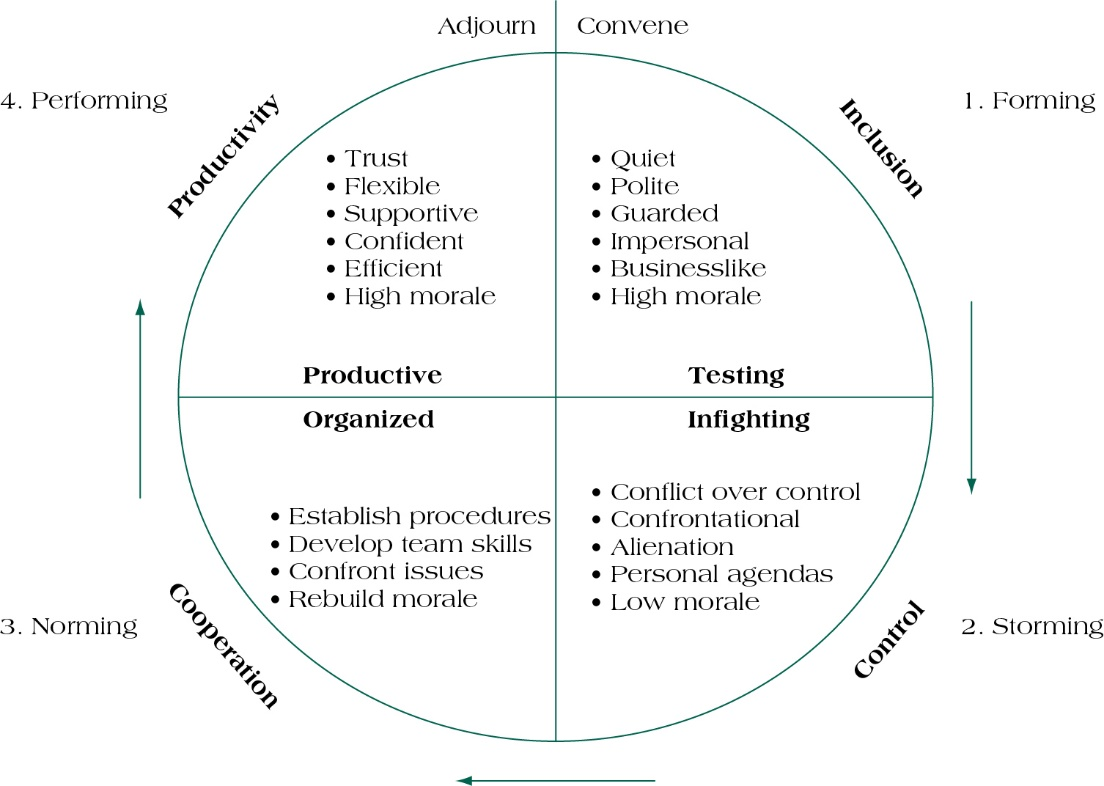 Adjourn
Convene
1. Forming
Inclusion
• Quiet
• Polite
• Guarded
• Impersonal
• Businesslike
• High morale
Testing
Infighting
• Conflict over control
• Confrontational
• Alienation
• Personal agendas
• Low morale
Control
2. Storming
Organized
• Establish procedures
• Develop team skills
• Confront issues
• Rebuild morale
Cooperation
3. Norming
4. Performing
Productivity
• Trust
• Flexible
• Supportive
• Confident
• Efficient
• High morale
Productive